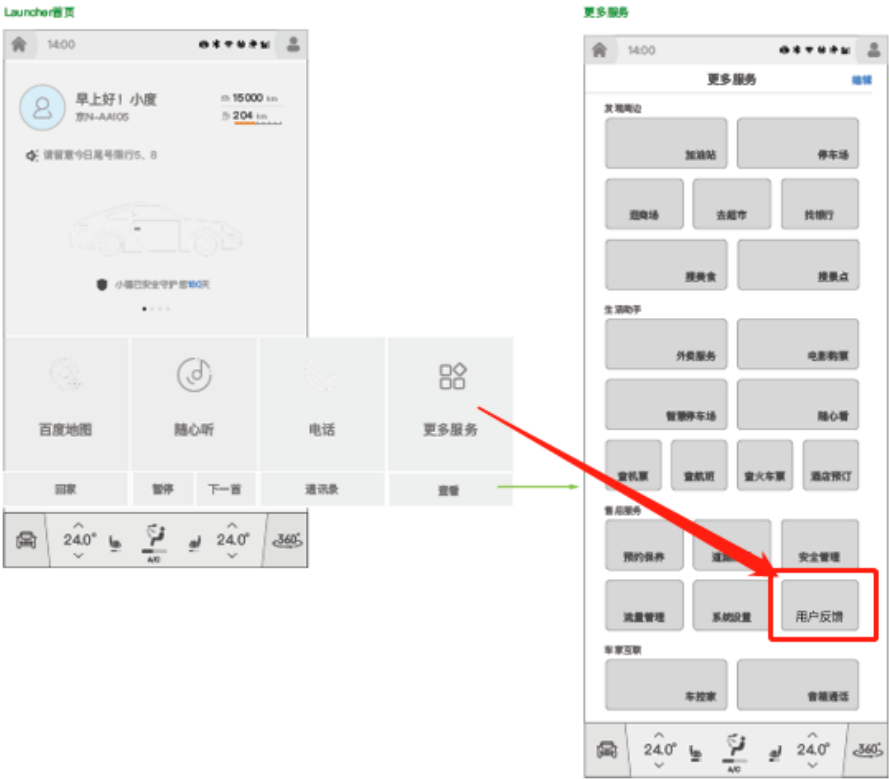 Launcher首页
14:00
早上好！小度
京N-AA105
15000 km
204 km
请留意今日尾号限行5、8
小度已安全守护您180天
百度地图
随心听
电话
更多服务
回家
暂停
下一首
通讯录
查看
24.0°
A/C
24.0°
360°
更多服务
14:00
更多服务
编辑
发现周边
加油站
停车场
逛商场
去超市
找银行
搜美食
搜景点
生活助手
外卖服务
电影购票
智慧停车场
随心看
查机票
查航班
查火车票
酒店预订
售后服务
预约保养
道路
安全管理
流量管理
系统设置
用户反馈
车家互联
车控家
音箱通话
24.0°
A/C
24.0°
360°